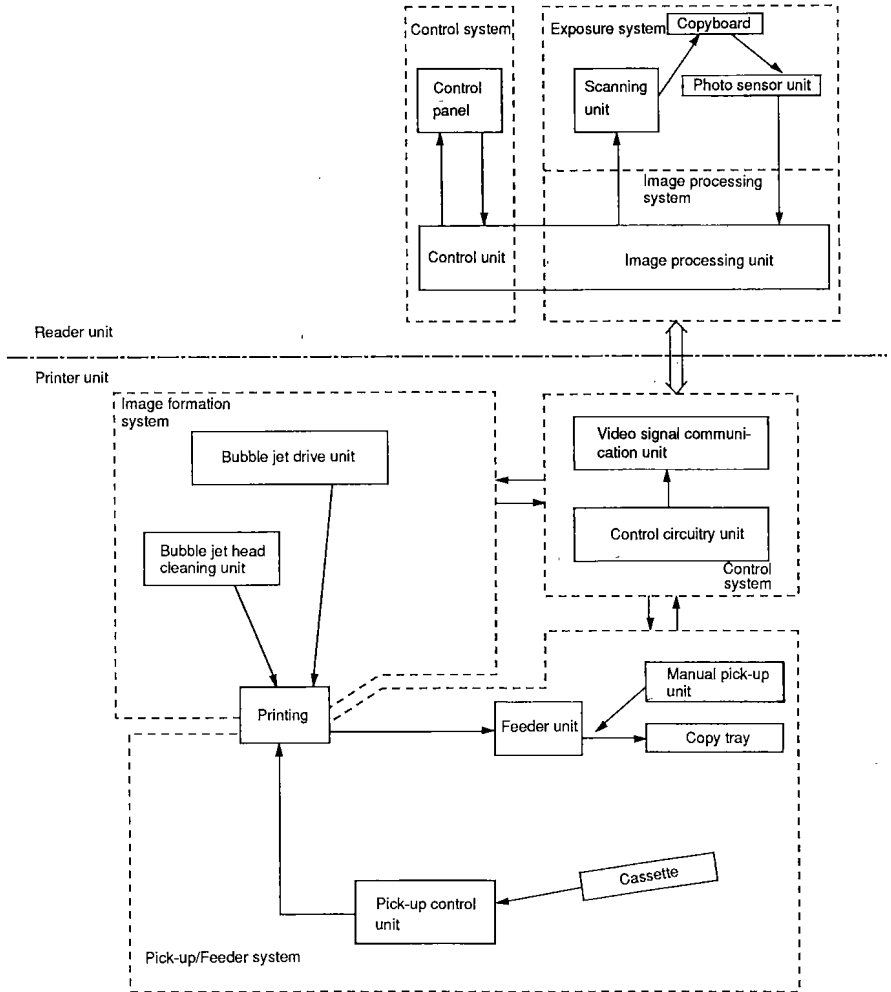 Control system
Exposure system
Copyboard
Control
panel
Scanning
unit
Photo sensor unit
Image processing
system
Control unit
Image processing unit
Reader unit
Printer unit
Image formation
system
Bubble jet drive unit
Video signal communi-
cation unit
Bubble jet head
cleaning unit
Control circuitry unit
Control
system
Manual pick-up
unit
Printing
Feeder unit
Copy tray
Cassette
Pick-up control
unit
Pick-up/Feeder system